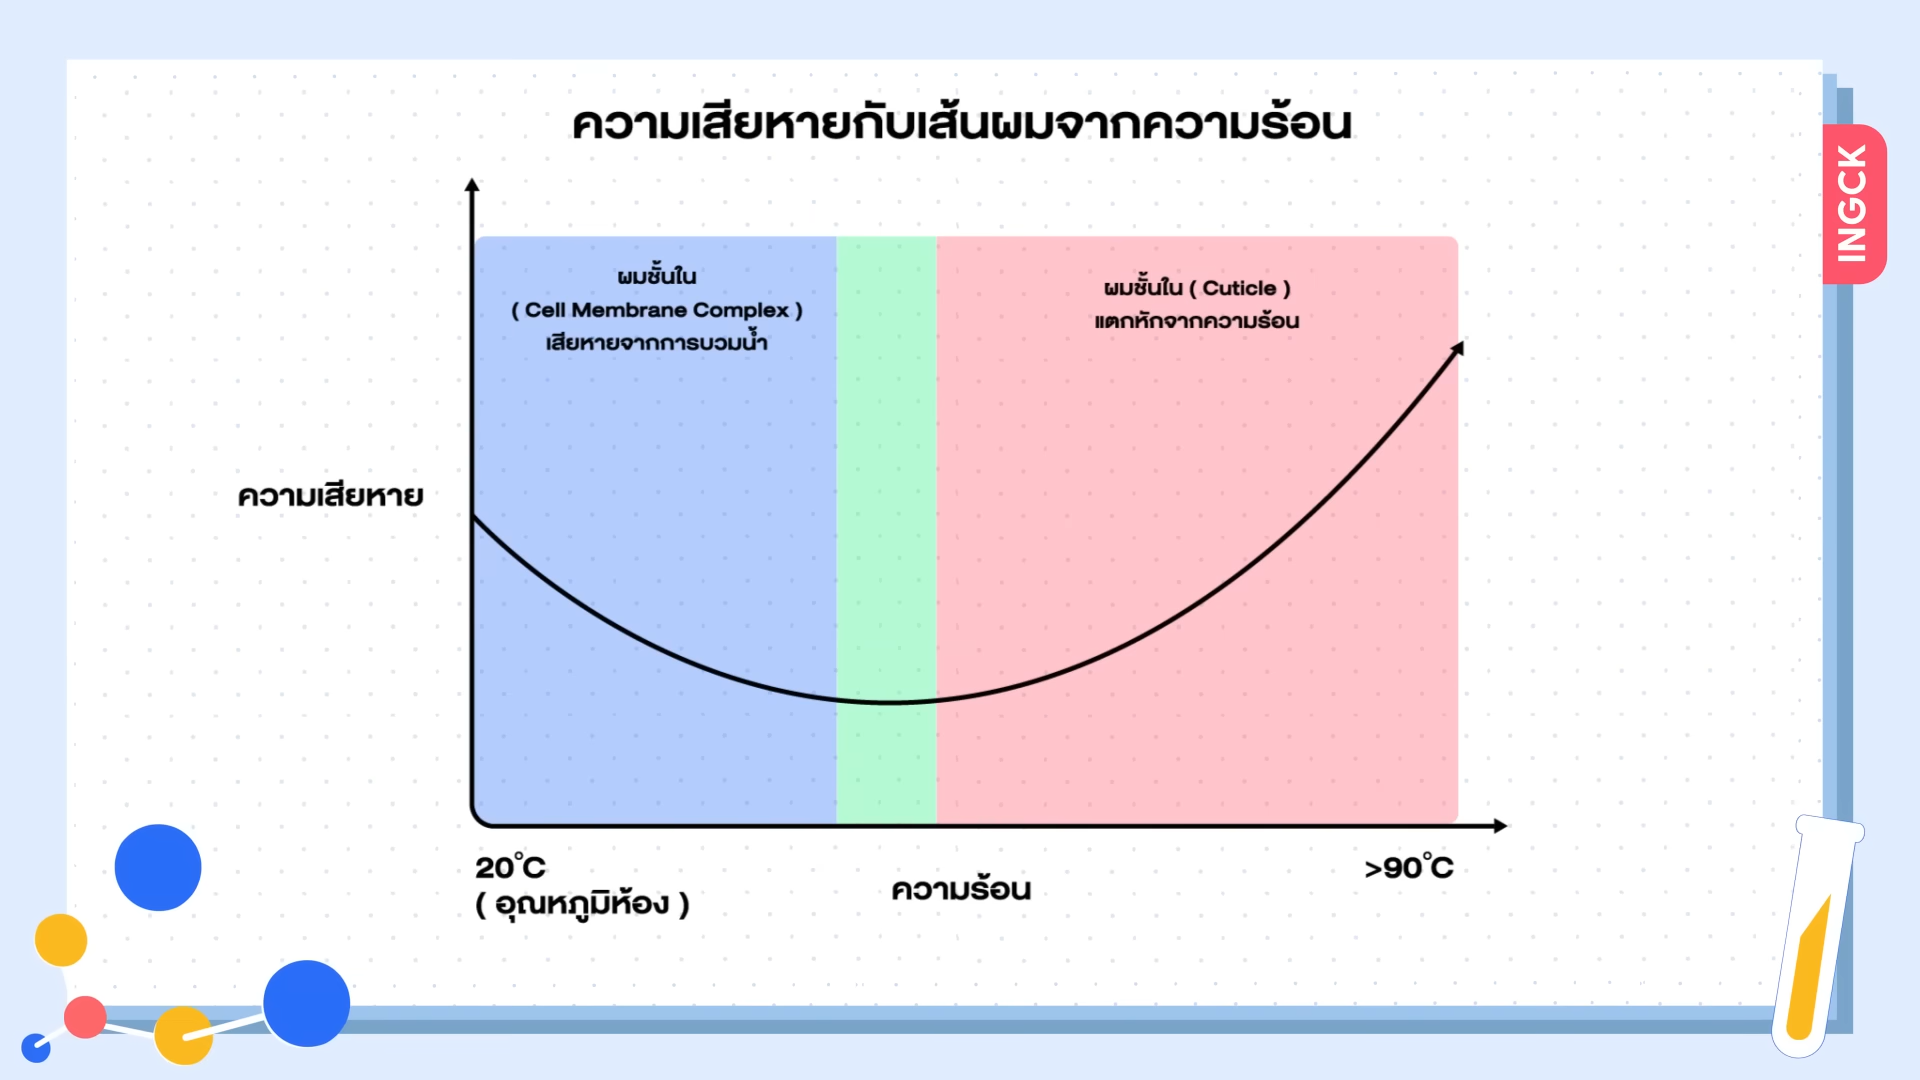 ความเสียหายกับเส้นผมจากความร้อน
INGCK
ผมชั้นใน
( Cell Membrane Complex )
เสียหายจากการบวมน้ำ
ผมชั้นใน ( Cuticle )
แตกหักจากความร้อน
ความเสียหาย
20°C
( อุณหภูมิห้อง )
ความร้อน
>90°C